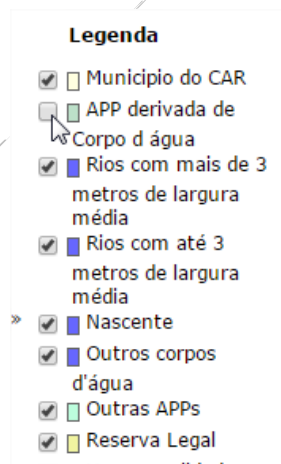 Legenda
Municipio do CAR
APP derivada de
Corpo d água
Rios com mais de 3
metros de largura
média
Rios com até 3
metros de largura
média
» Nascente
Outros corpos
d'água
Outras APPs
Reserva Legal